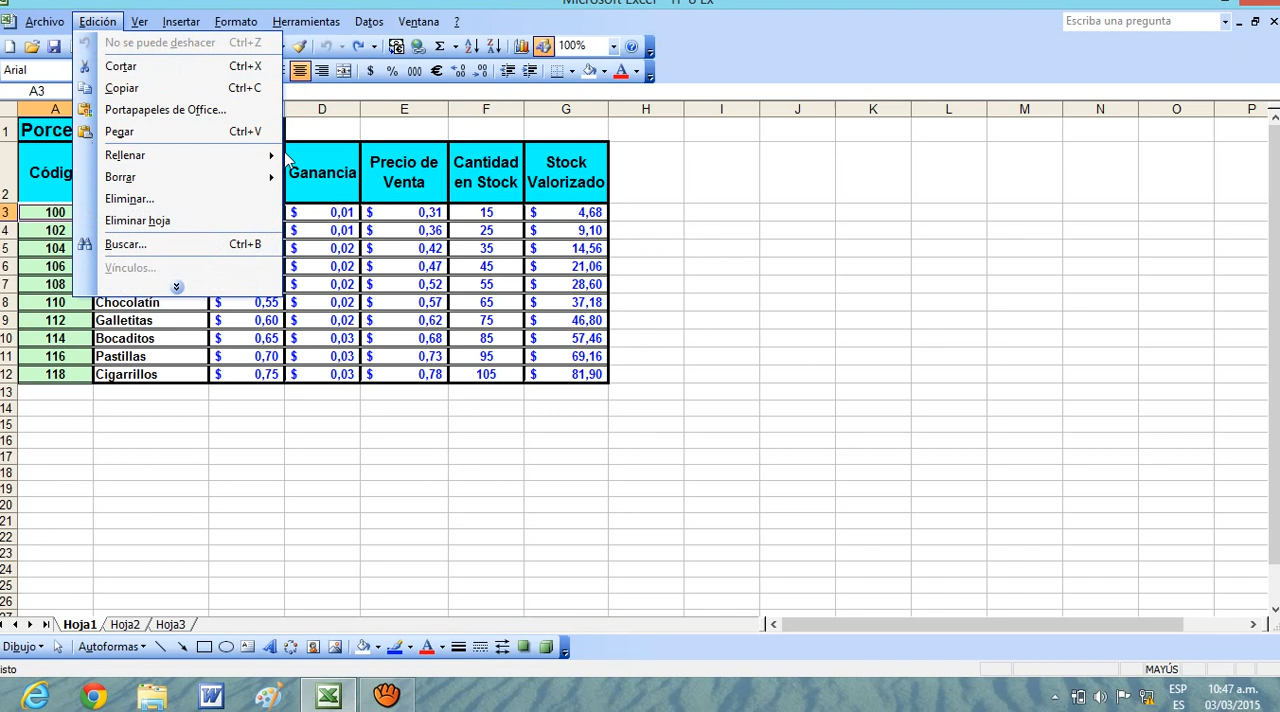 Microsoft Excel - TP 8 Ex
Archivo Edición Ver Insertar Formato Herramientas Datos Ventana ? Escriba una pregunta
No se puede deshacer Ctrl+Z
Cortar Ctrl+X
Copiar Ctrl+C
Portapapeles de Office...
Pegar Ctrl+V
Rellenar
Borrar
Eliminar...
Eliminar hoja
Buscar... Ctrl+B
Vínculos...
100%
Arial $ % 000 €
A3
A D E F G H I J K L M N O P
1 Porce
2 Códig Ganancia Precio de Venta Cantidad en Stock Stock Valorizado
3 100 $ 0,01 $ 0,31 15 $ 4,68
4 102 $ 0,01 $ 0,36 25 $ 9,10
5 104 $ 0,02 $ 0,42 35 $ 14,56
6 106 $ 0,02 $ 0,47 45 $ 21,06
7 108 $ 0,02 $ 0,52 55 $ 28,60
8 110 Chocolatín $ 0,55 $ 0,02 $ 0,57 65 $ 37,18
9 112 Galletitas $ 0,60 $ 0,02 $ 0,62 75 $ 46,80
10 114 Bocaditos $ 0,65 $ 0,03 $ 0,68 85 $ 57,46
11 116 Pastillas $ 0,70 $ 0,03 $ 0,73 95 $ 69,16
12 118 Cigarrillos $ 0,75 $ 0,03 $ 0,78 105 $ 81,90
13
14
15
16
17
18
19
20
21
22
23
24
25
26
Hoja1 Hoja2 Hoja3
Dibujo Autoformas
isto
MAYÚS
ESP 10:47 a.m.
ES 03/03/2015